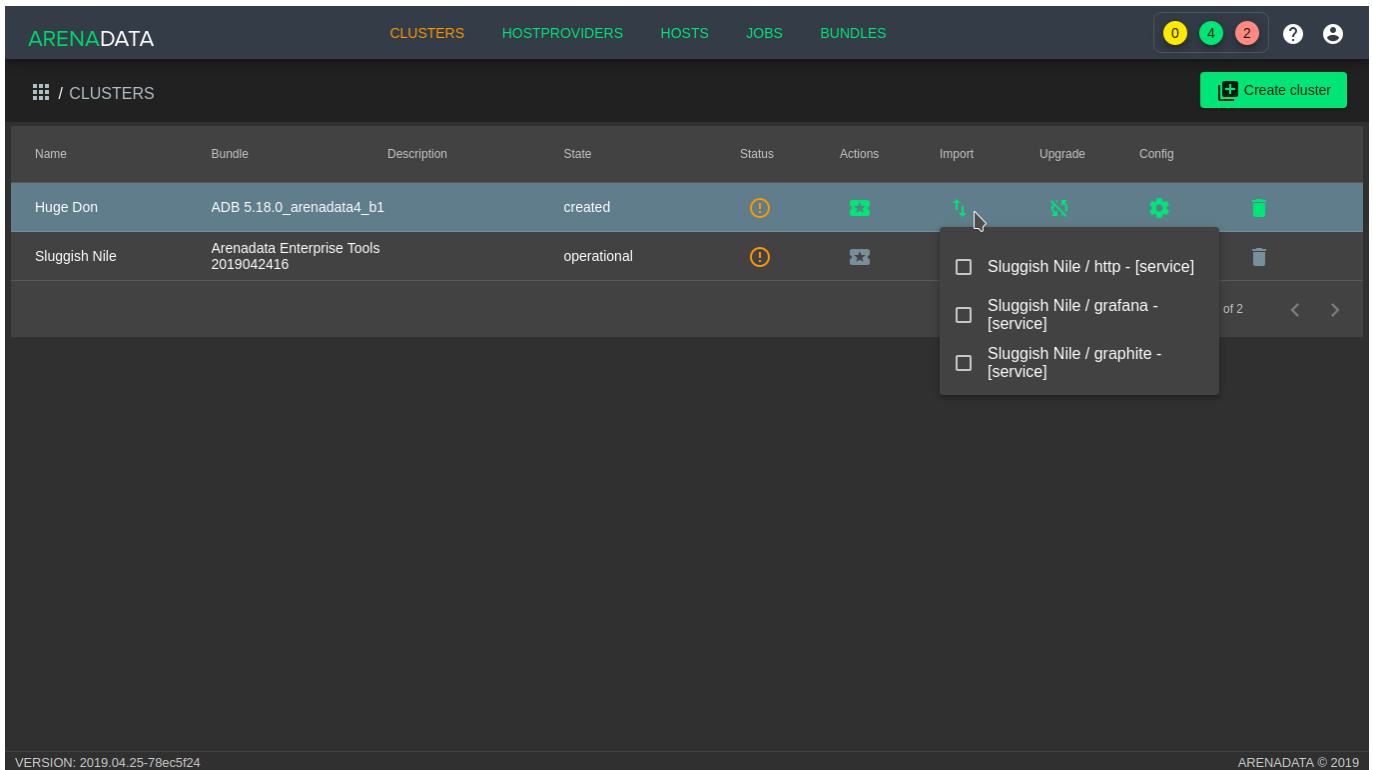 ARENADATA
CLUSTERS HOSTPROVIDERS HOSTS JOBS BUNDLES
0 4 2
/ CLUSTERS
Create cluster
Name Bundle Description State Status Actions Import Upgrade Config
Huge Don ADB 5.18.0_arenadata4_b1 created
Sluggish Nile Arenadata Enterprise Tools
2019042416 operational
Sluggish Nile / http - [service]
Sluggish Nile / grafana -
[service]
Sluggish Nile / graphite -
[service]
of 2
VERSION: 2019.04.25-78ec5f24
ARENADATA © 2019